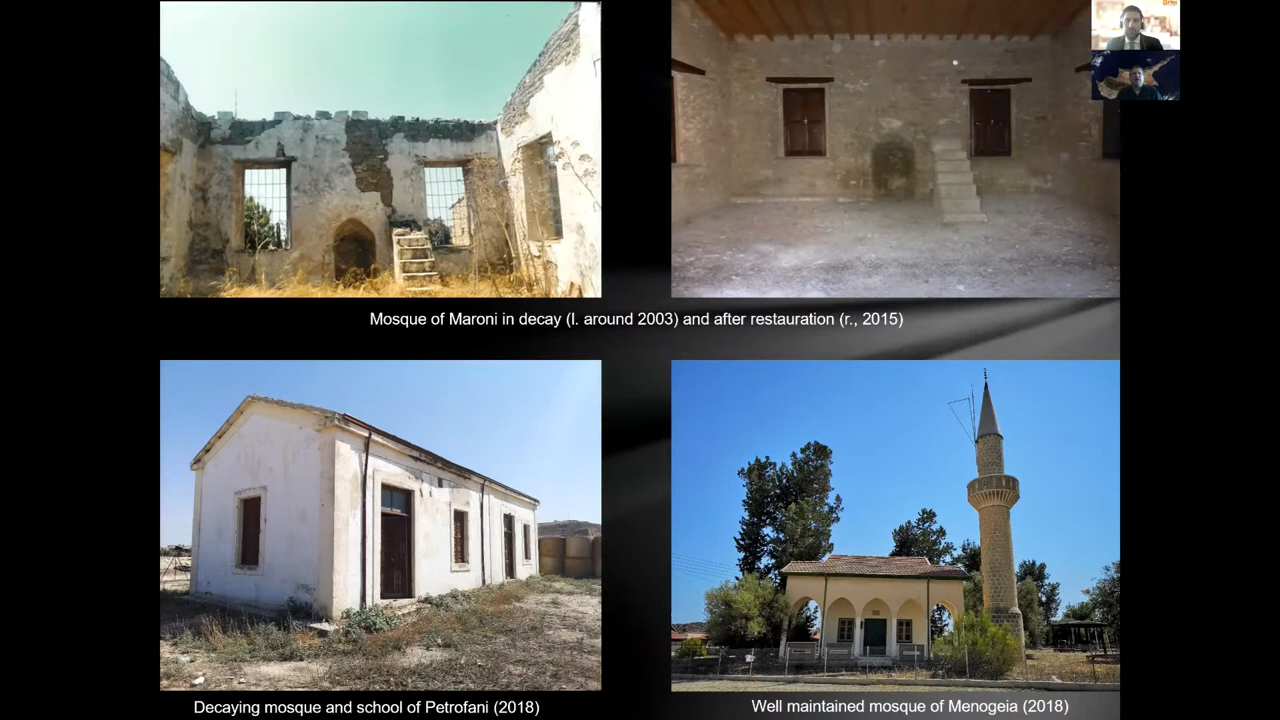 Mosque of Maroni in decay (l. around 2003) and after restauration (r., 2015)
Decaying mosque and school of Petrofani (2018)
Well maintained mosque of Menogeia (2018)